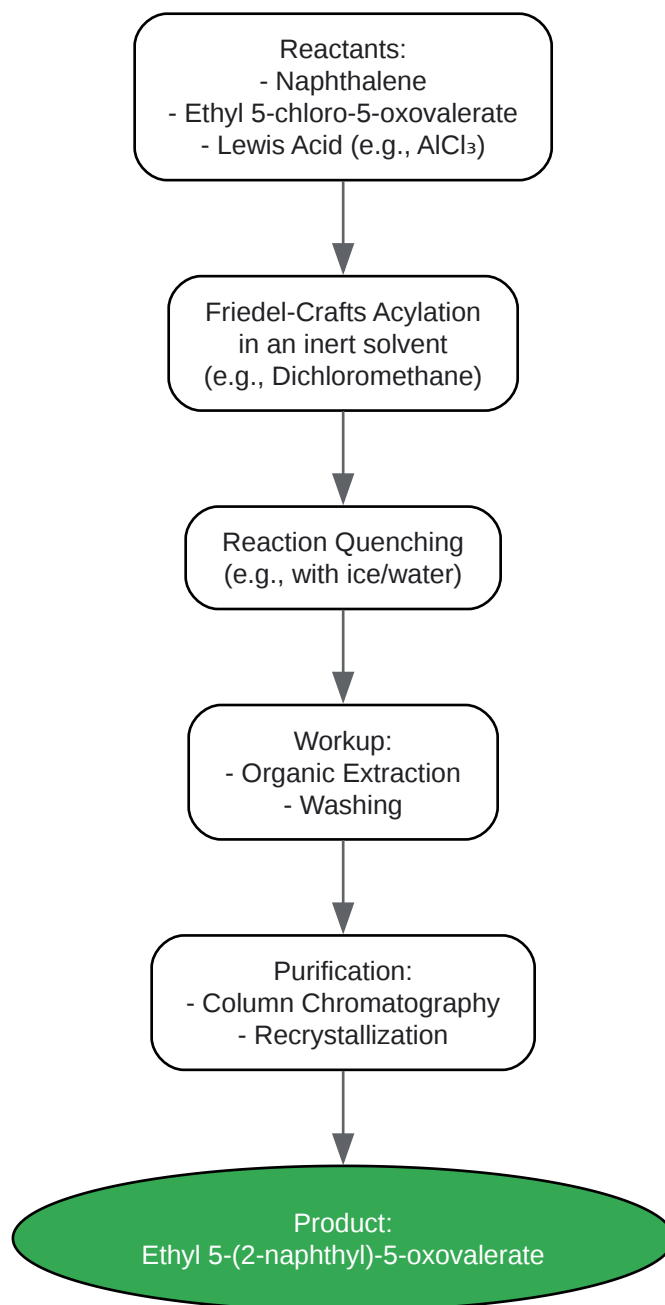 Reactants:
- Naphthalene
- Ethyl 5-chloro-5-oxovalerate
- Lewis Acid (e.g., AlCl₃)
Friedel-Crafts Acylation
in an inert solvent
(e.g., Dichloromethane)
Reaction Quenching
(e.g., with ice/water)
Workup:
- Organic Extraction
- Washing
Purification:
- Column Chromatography
- Recrystallization
Product:
Ethyl 5-(2-naphthyl)-5-oxovalerate